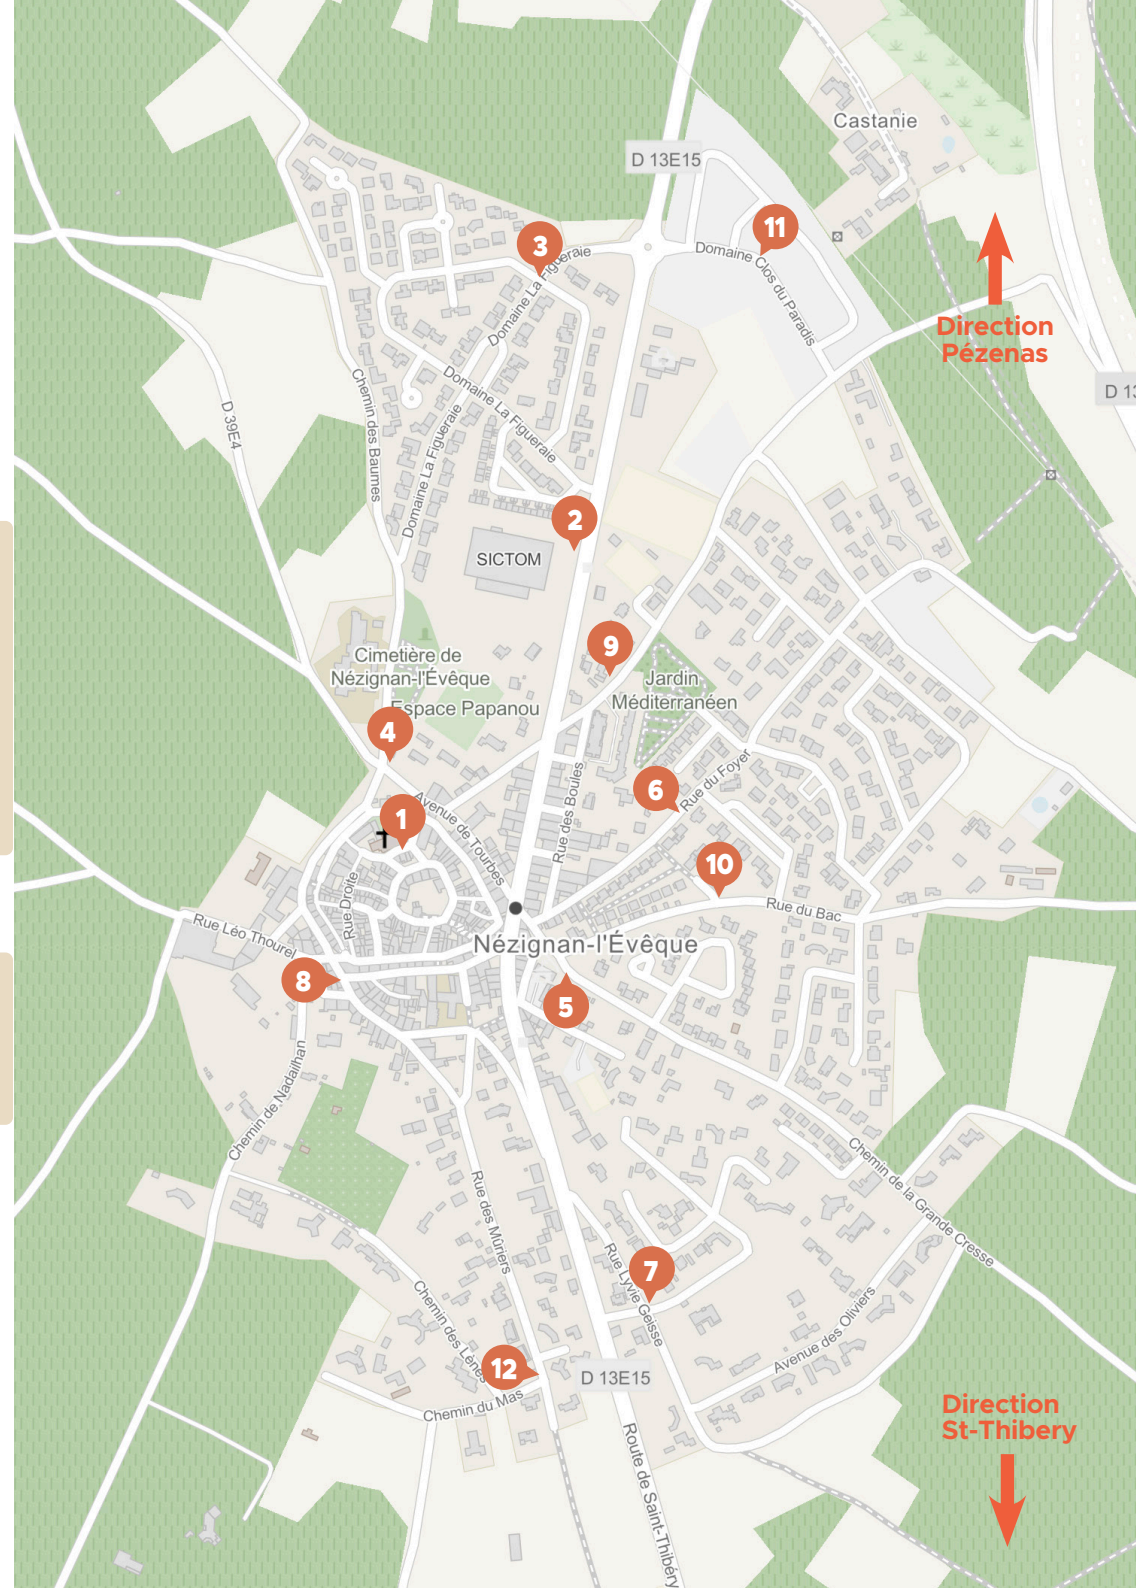 Castanie
D 13E15
11
3
Domaine La Figueraie
Domaine Clos du Paradis
Direction
Pézenas
Domaine La Figueraie
D 13
Chemin des Baumes
D 39E4
Domaine La Figueraie
2
SICTOM
9
Cimetière de
Nézignan-l'Évêque
Jardin
Méditerranéen
Espace Papanou
4
6
Rue du Foyer
Rue des Boules
1
Avenue de Tourbes
10
Rue Droite
Rue du Bac
Rue Léo Thourel
Nézignan-l'Évêque
8
5
Chemin de Nadailhan
Chemin de la Grande Cresse
Rue des Mûriers
7
Rue Lyvie Geisse
Chemin des Lènes
Avenue des Oliviers
12
D 13E15
Chemin du Mas
Direction
St-Thibery
Route de Saint-Thibéry